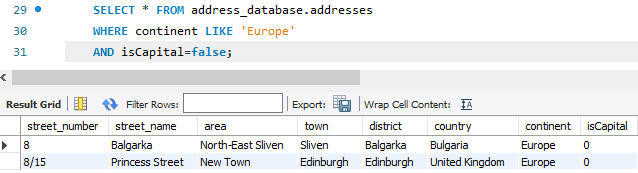 29 SELECT * FROM address_database.addresses
30 WHERE continent LIKE 'Europe'
31 AND isCapital=false;
Result Grid Filter Rows: Export: Wrap Cell Content:
street_number street_name area town district country continent isCapital
8 Balgarka North-East Sliven Sliven Balgarka Bulgaria Europe 0
8/15 Princess Street New Town Edinburgh Edinburgh United Kingdom Europe 0